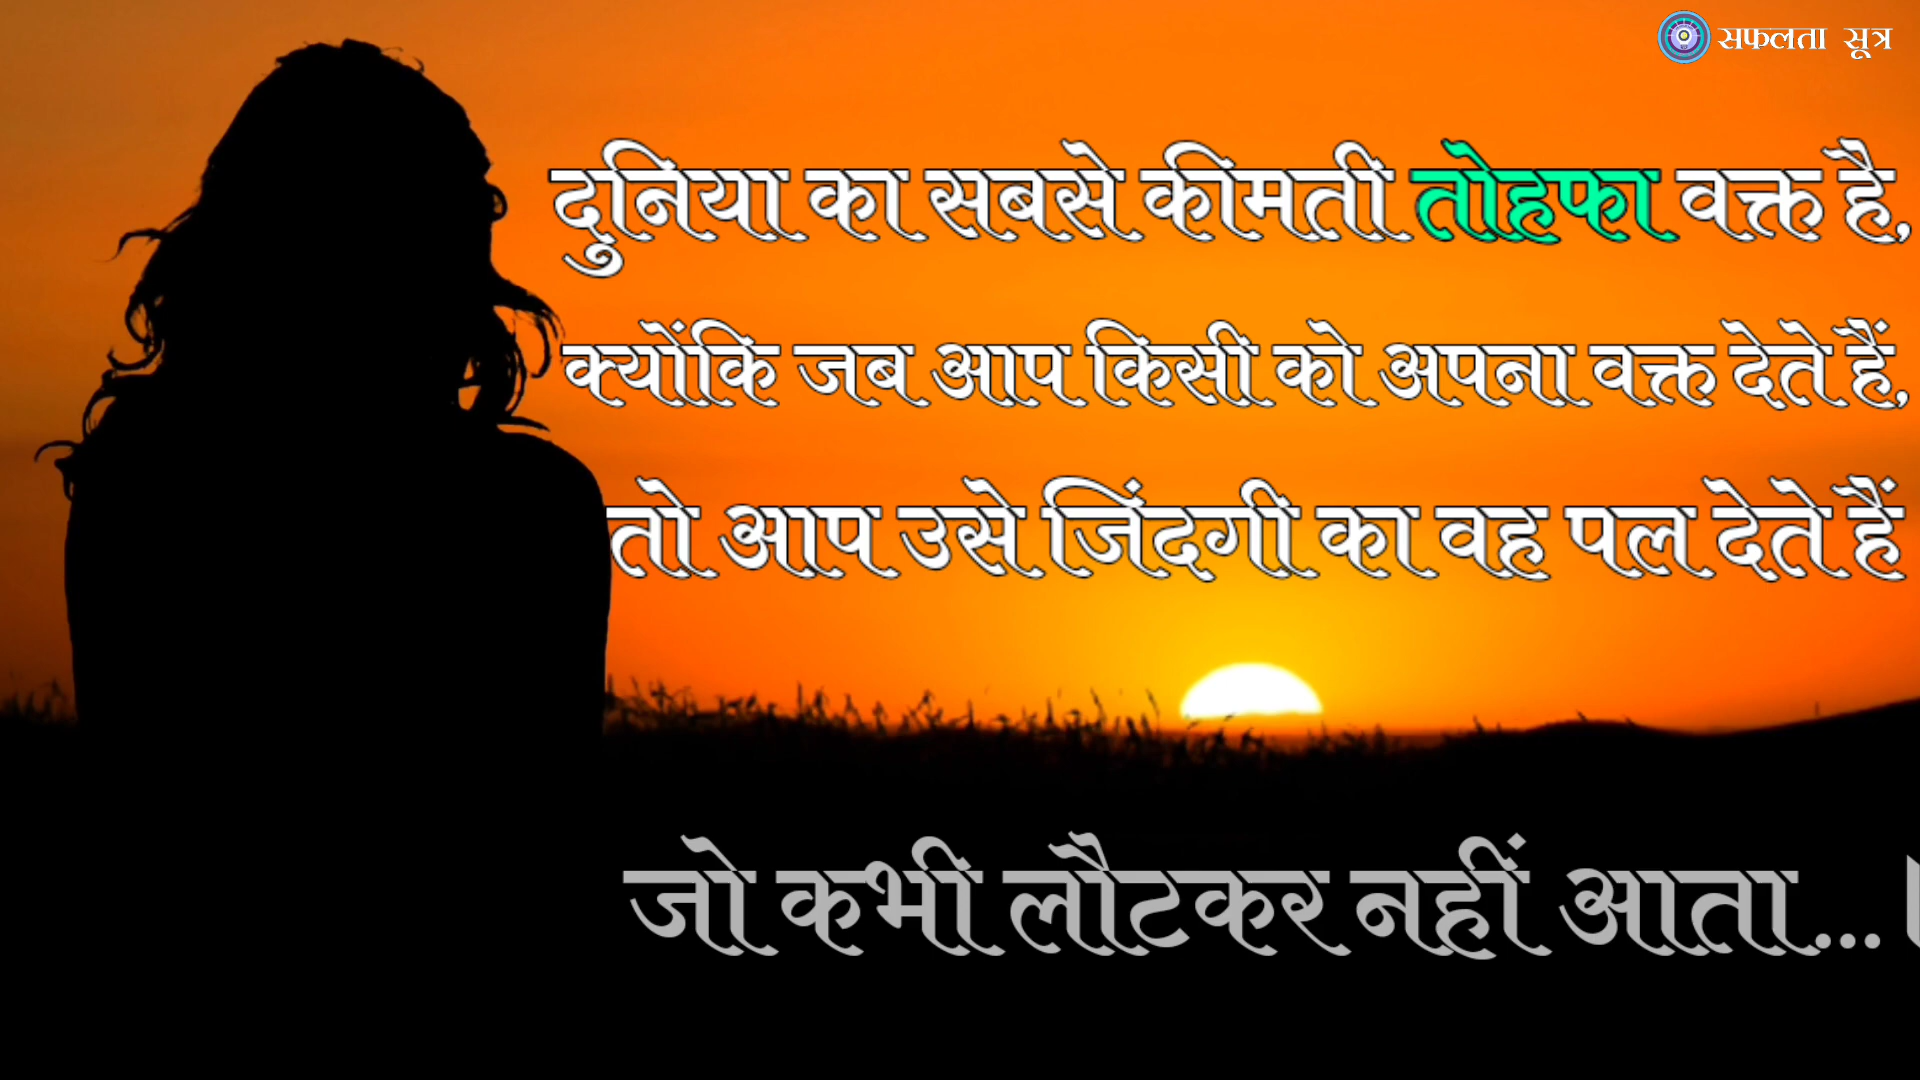 सफलता सूत्र
दुनिया का सबसे कीमती तोहफा वक्त है,
क्योंकि जब आप किसी को अपना वक्त देते हैं,
तो आप उसे जिंदगी का वह पल देते हैं
जो कभी लौटकर नहीं आता...।